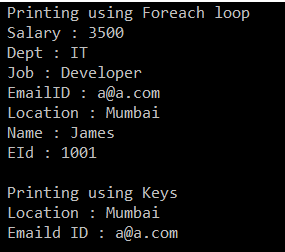 Printing using Foreach loop
Salary : 3500
Dept : IT
Job : Developer
EmailID : a@a.com
Location : Mumbai
Name : James
EId : 1001
Printing using Keys
Location : Mumbai
Emaild ID : a@a.com